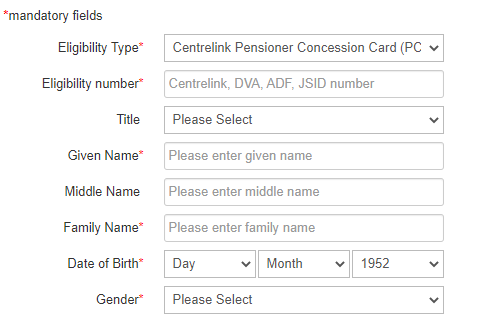 *mandatory fields
Eligibility Type* Centrelink Pensioner Concession Card (PC
Eligibility number* Centrelink, DVA, ADF, JSID number
Title Please Select
Given Name* Please enter given name
Middle Name Please enter middle name
Family Name* Please enter family name
Date of Birth* Day Month 1952
Gender* Please Select